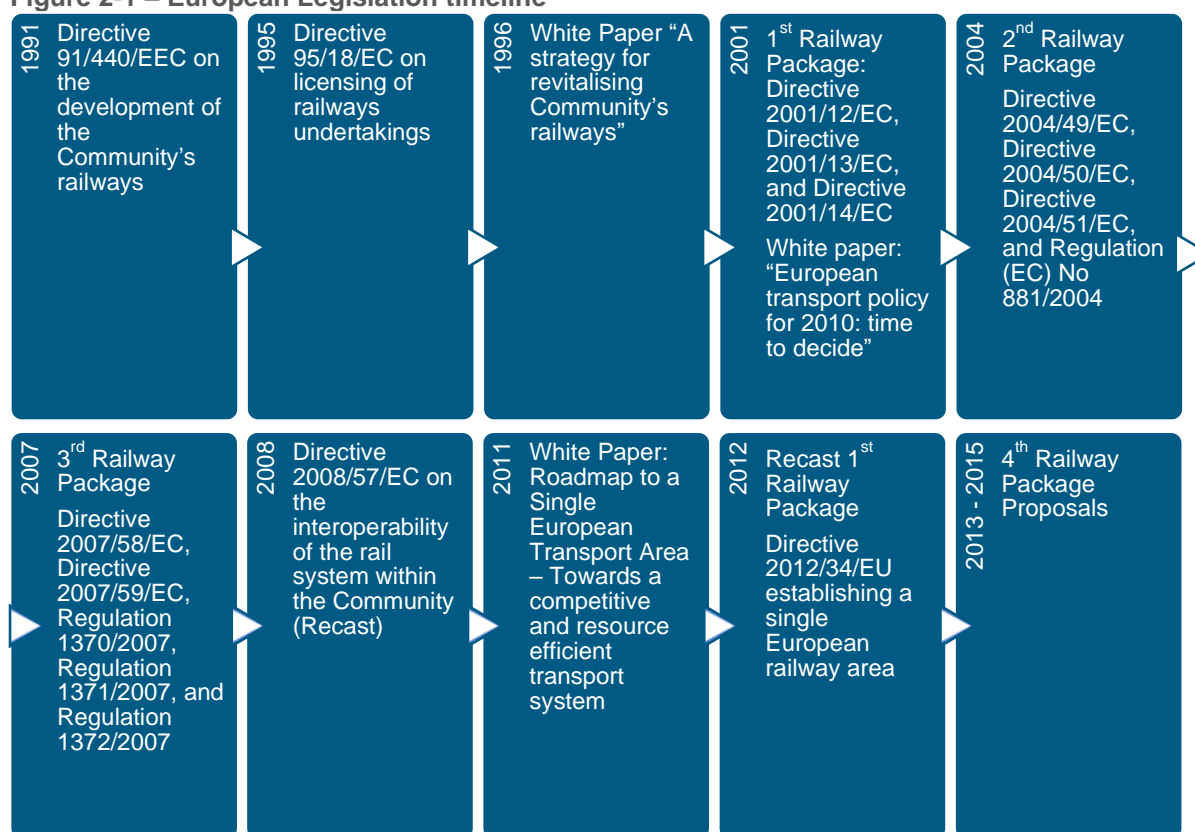 Figure 2-1 – European Legislation timeline
1991
Directive
91/440/EEC on
the
development of
the
Community's
railways
1995
Directive
95/18/EC on
licensing of
railways
undertakings
1996
White Paper “A
strategy for
revitalising
Community's
railways”
2001
1st Railway
Package:
Directive
2001/12/EC,
Directive
2001/13/EC,
and Directive
2001/14/EC
White paper:
“European
transport policy
for 2010: time
to decide”
2004
2nd Railway
Package
Directive
2004/49/EC,
Directive
2004/50/EC,
Directive
2004/51/EC,
and Regulation
(EC) No
881/2004
2007
3rd Railway
Package
Directive
2007/58/EC,
Directive
2007/59/EC,
Regulation
1370/2007,
Regulation
1371/2007, and
Regulation
1372/2007
2008
Directive
2008/57/EC on
the
interoperability
of the rail
system within
the Community
(Recast)
2011
White Paper:
Roadmap to a
Single
European
Transport Area
– Towards a
competitive
and resource
efficient
transport
system
2012
Recast 1st
Railway
Package
Directive
2012/34/EU
establishing a
single
European
railway area
2013 - 2015
4th Railway
Package
Proposals